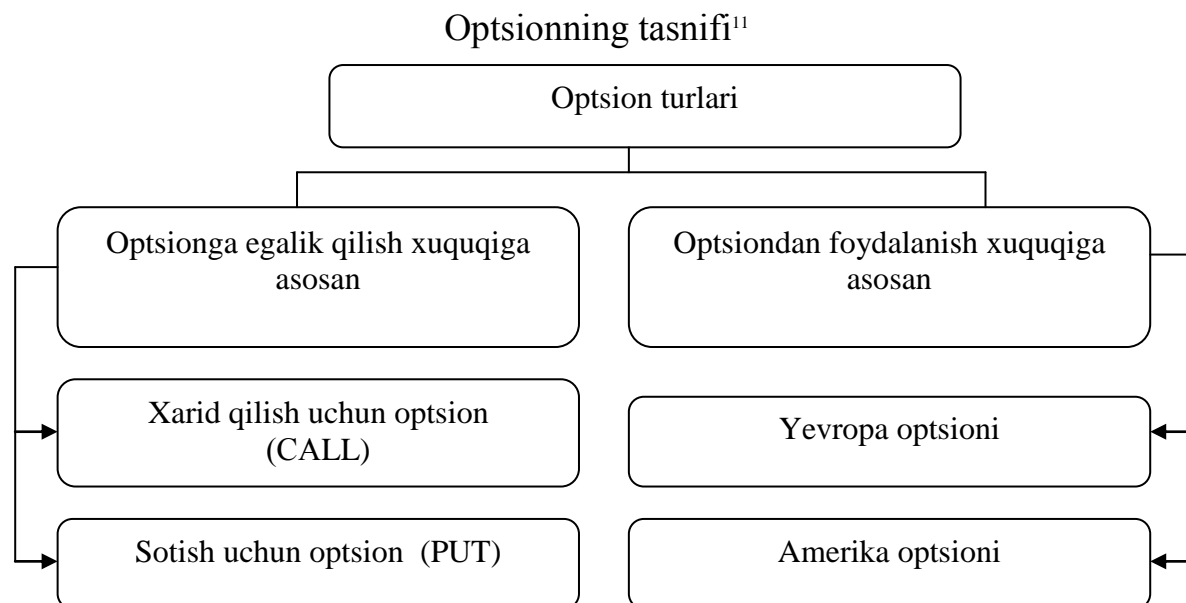 Optsionning tasnifi¹¹
Optsion turlari
Optsionga egalik qilish xuquqiga
asosan
Optsiondan foydalanish xuquqiga
asosan
Xarid qilish uchun optsion
(CALL)
Yevropa optsioni
Sotish uchun optsion (PUT)
Amerika optsioni